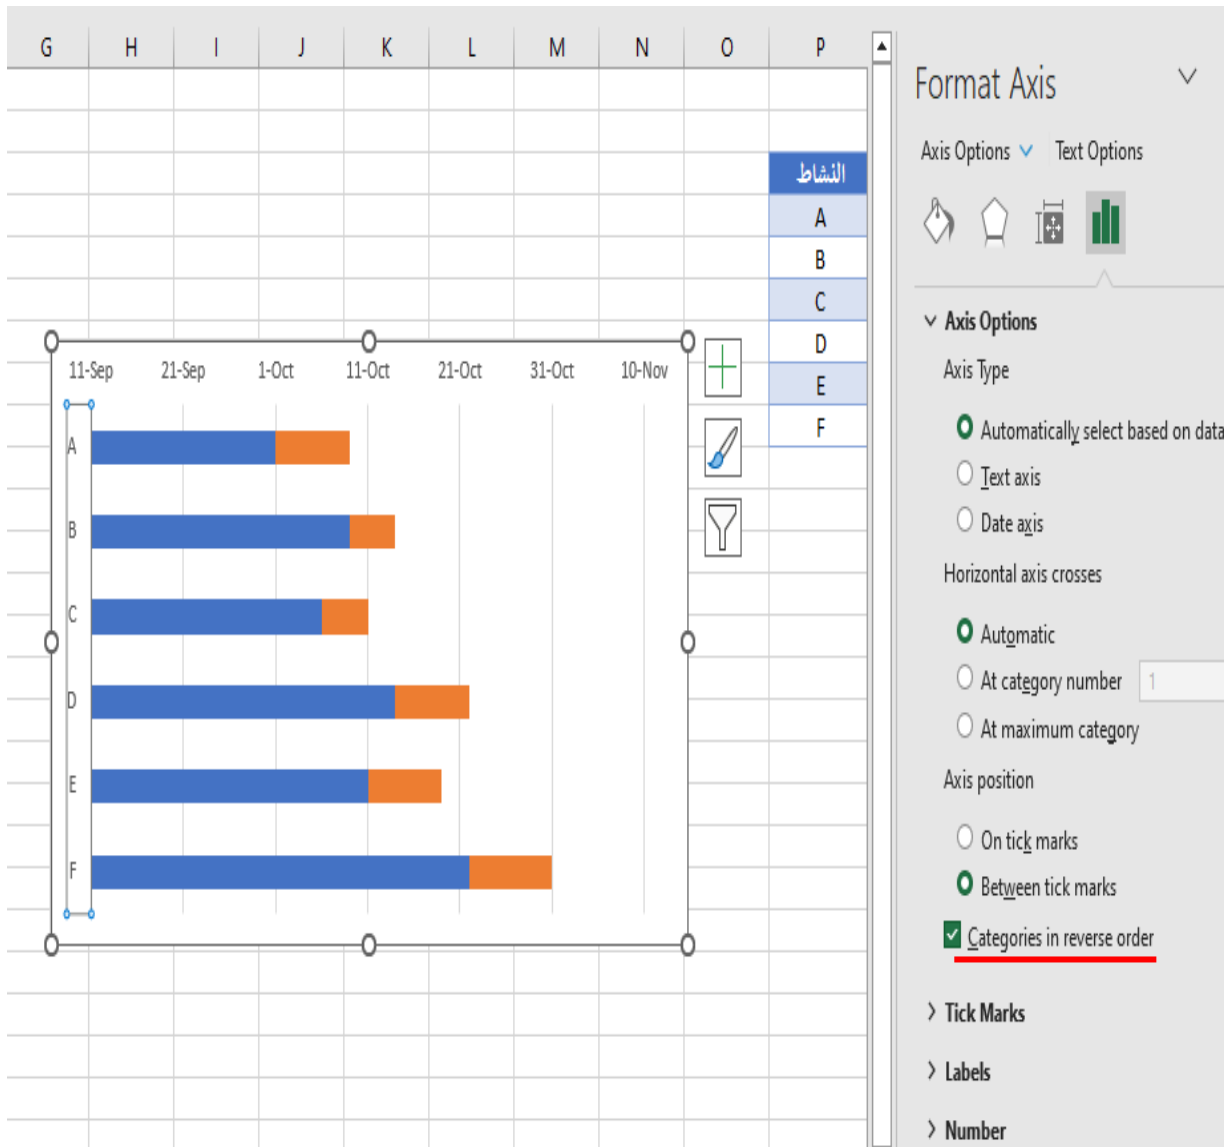 G H I J K L M N O P
النشاط
A
B
C
D
E
F
11-Sep 21-Sep 1-Oct 11-Oct 21-Oct 31-Oct 10-Nov
A
B
C
D
E
F
Format Axis
Axis Options Text Options
Axis Options
Axis Type
Automatically select based on data
Text axis
Date axis
Horizontal axis crosses
Automatic
At category number 1
At maximum category
Axis position
On tick marks
Between tick marks
Categories in reverse order
Tick Marks
Labels
Number